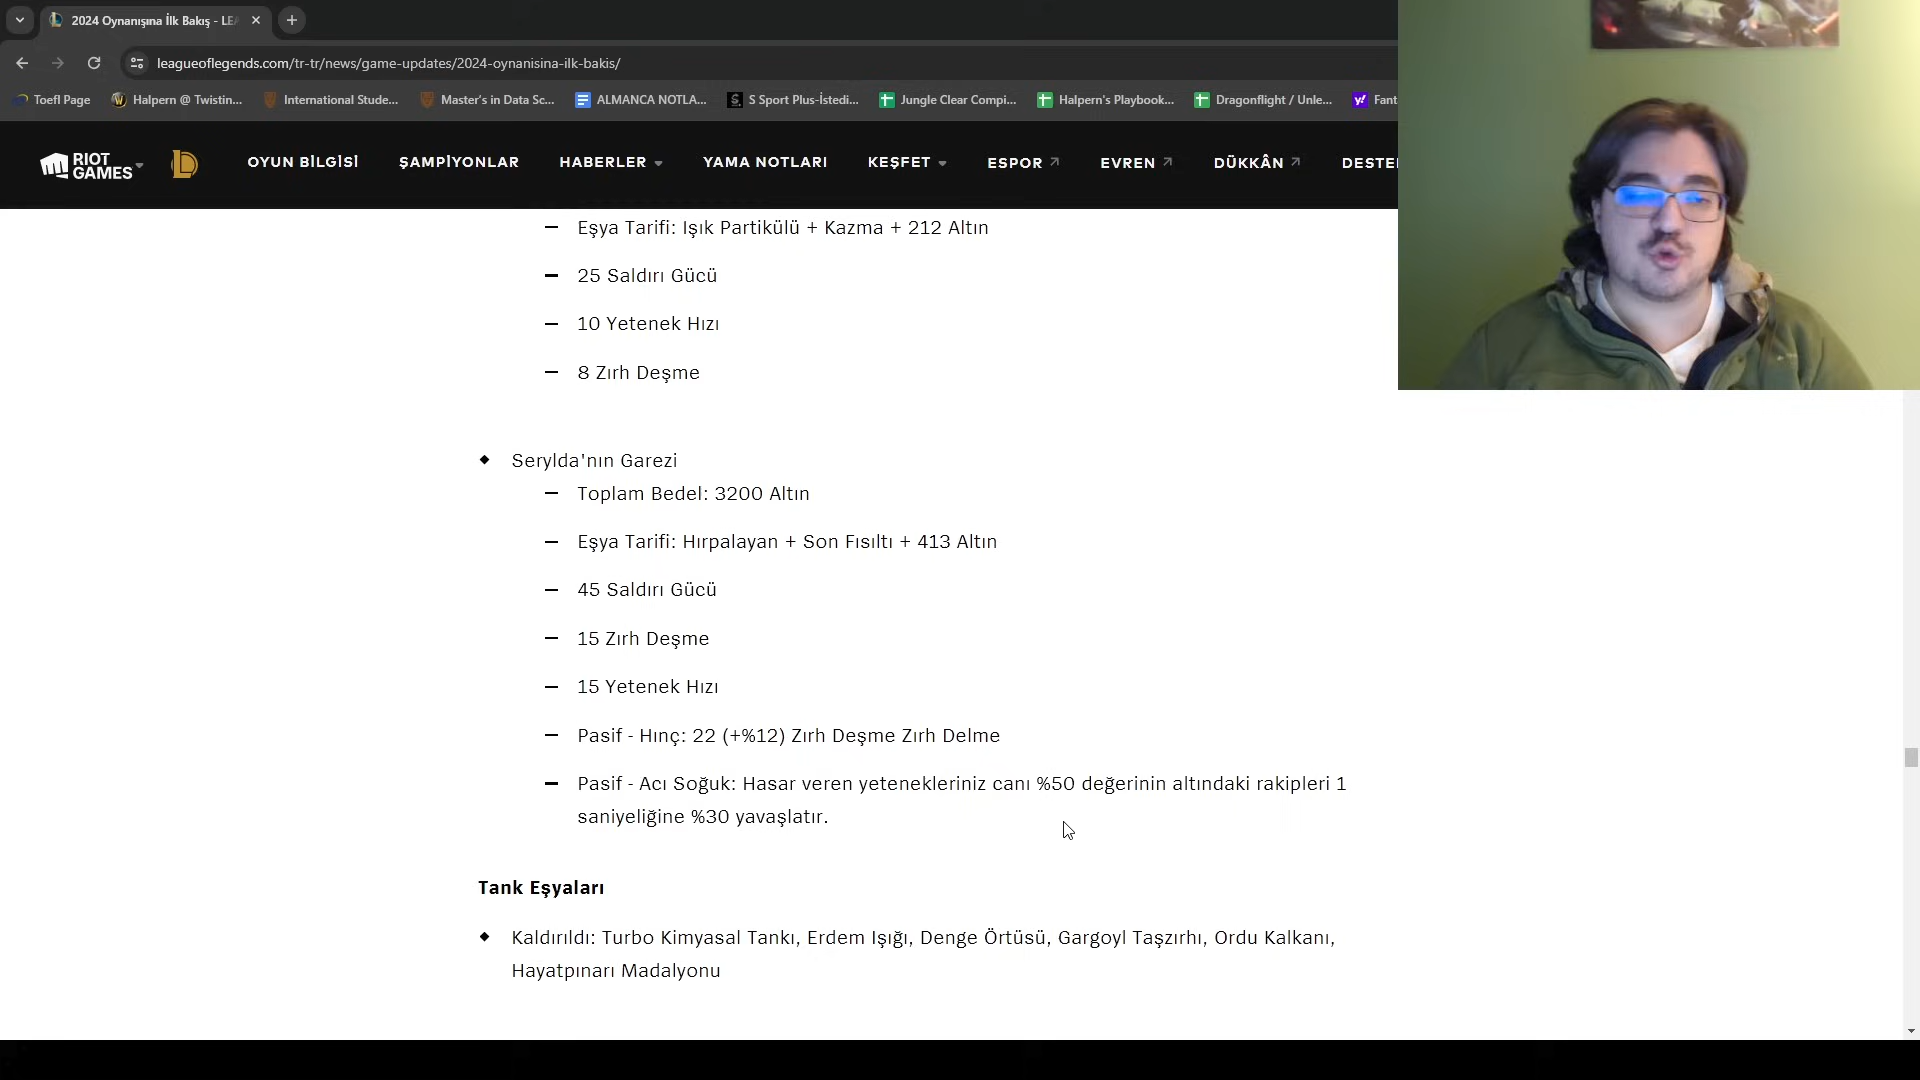 2024 Oynanışına İlk Bakış - LEA
leagueoflegends.com/tr-tr/news/game-updates/2024-oynanisina-ilk-bakis/
Toefl Page
Halpern @ Twistin...
International Stude...
Master's in Data Sc...
ALMANCA NOTLA...
S Sport Plus-İstedi...
Jungle Clear Compi...
Halpern's Playbook...
Dragonflight / Unle...
Fant
RIOT GAMES
OYUN BİLGİSİ
ŞAMPİYONLAR
HABERLER
YAMA NOTLARI
KEŞFET
ESPOR
EVREN
DÜKKÂN
DESTE
— Eşya Tarifi: Işık Partikülü + Kazma + 212 Altın
— 25 Saldırı Gücü
— 10 Yetenek Hızı
— 8 Zırh Deşme
◆ Serylda'nın Garezi
— Toplam Bedel: 3200 Altın
— Eşya Tarifi: Hırpalayan + Son Fısıltı + 413 Altın
— 45 Saldırı Gücü
— 15 Zırh Deşme
— 15 Yetenek Hızı
— Pasif - Hınç: 22 (+%12) Zırh Deşme Zırh Delme
— Pasif - Acı Soğuk: Hasar veren yetenekleriniz canı %50 değerinin altındaki rakipleri 1
saniyeliğine %30 yavaşlatır.
Tank Eşyaları
◆ Kaldırıldı: Turbo Kimyasal Tankı, Erdem Işığı, Denge Örtüsü, Gargoyl Taşzırhı, Ordu Kalkanı,
Hayatpınarı Madalyonu